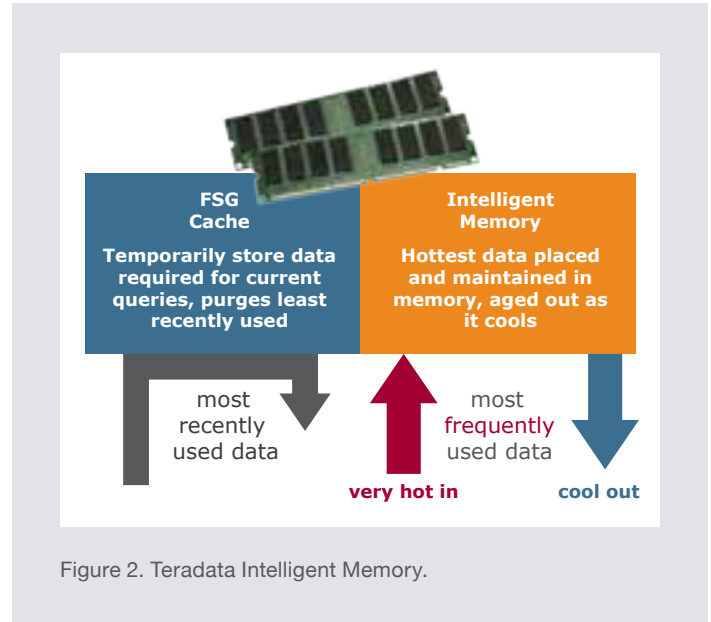 FSG
Cache
Temporarily store data
required for current
queries, purges least
recently used
Intelligent
Memory
Hottest data placed
and maintained in
memory, aged out as
it cools
most
recently
used data
most
frequently
used data
very hot in
cool out
Figure 2. Teradata Intelligent Memory.